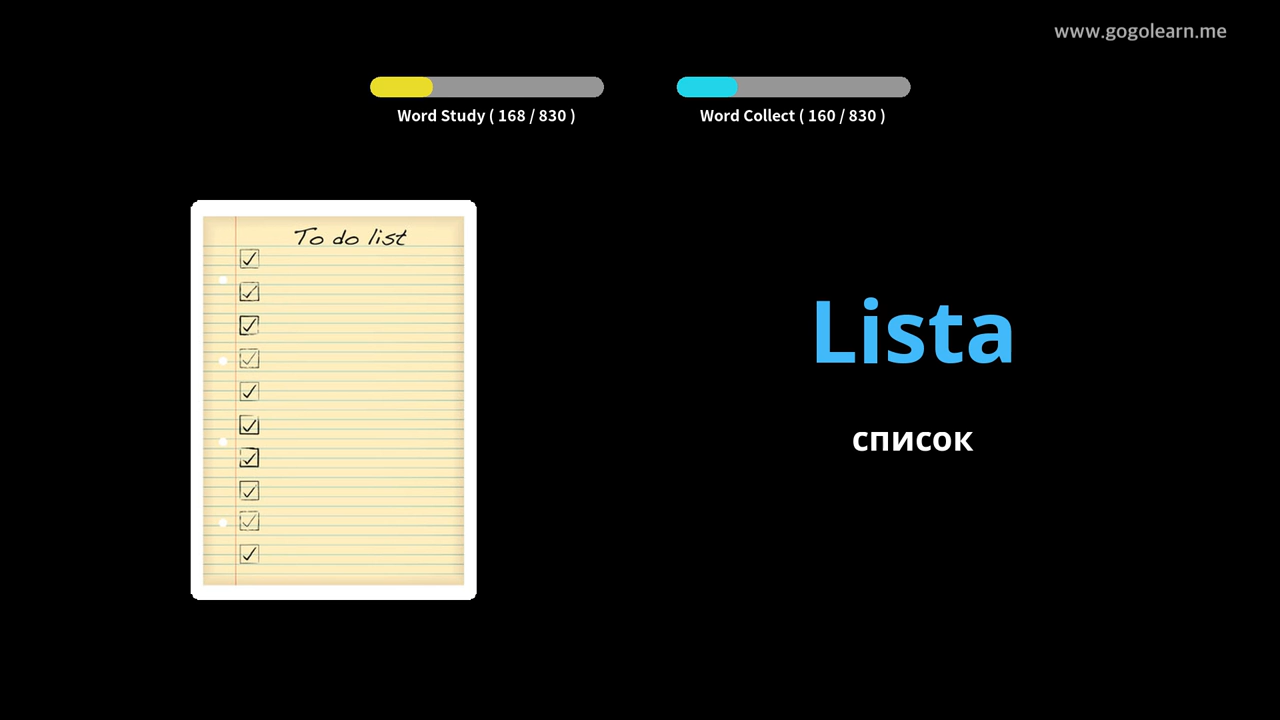 www.gogolearn.me
Word Study ( 168 / 830 )
Word Collect ( 160 / 830 )
To do list
Lista
список